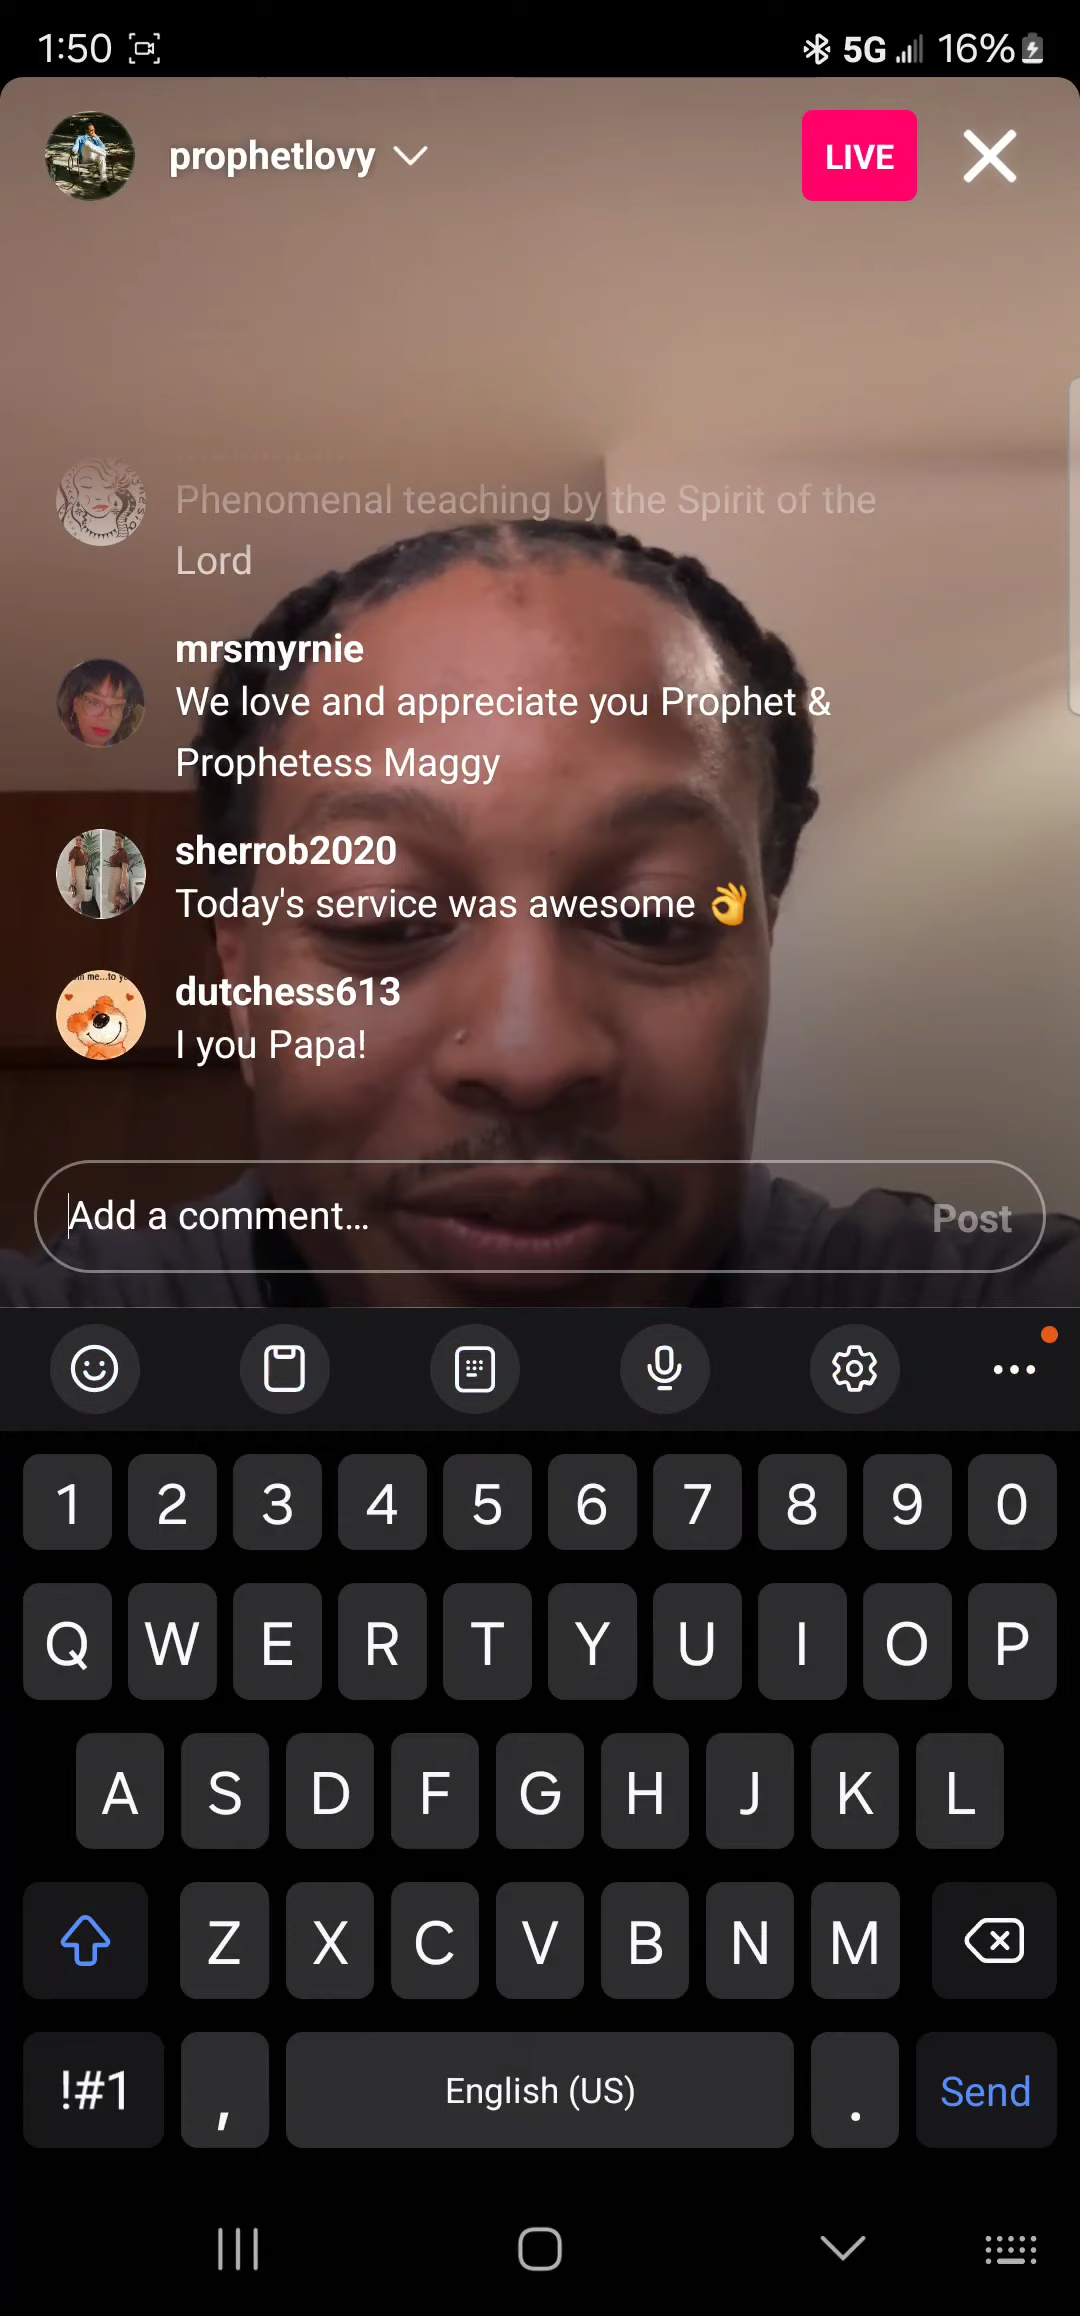 1:50 5G 16%
prophetlovy LIVE
Phenomenal teaching by the Spirit of the
Lord
mrsmyrnie
We love and appreciate you Prophet &
Prophetess Maggy
sherrob2020
Today's service was awesome 👌
dutchess613
I you Papa!
Add a comment... Post
1 2 3 4 5 6 7 8 9 0
Q W E R T Y U I O P
A S D F G H J K L
Z X C V B N M
!#1 , English (US) . Send